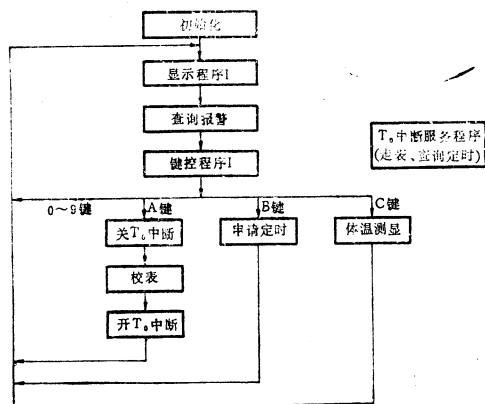 初始化
显示程序I
查询报警
键控程序I
T₀中断服务程序
(走表、查询定时)
0～9键
A键
B键
C键
关T₀中断
申请定时
体温测显
校表
开T₀中断